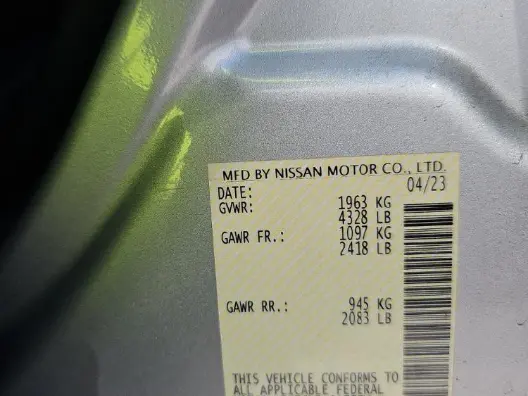 MFD BY NISSAN MOTOR CO., LTD.
DATE: 04/23
GVWR: 1963 KG
4328 LB
GAWR FR.: 1097 KG
2418 LB
GAWR RR.: 945 KG
2083 LB
THIS VEHICLE CONFORMS TO
ALL APPLICABLE FEDERAL